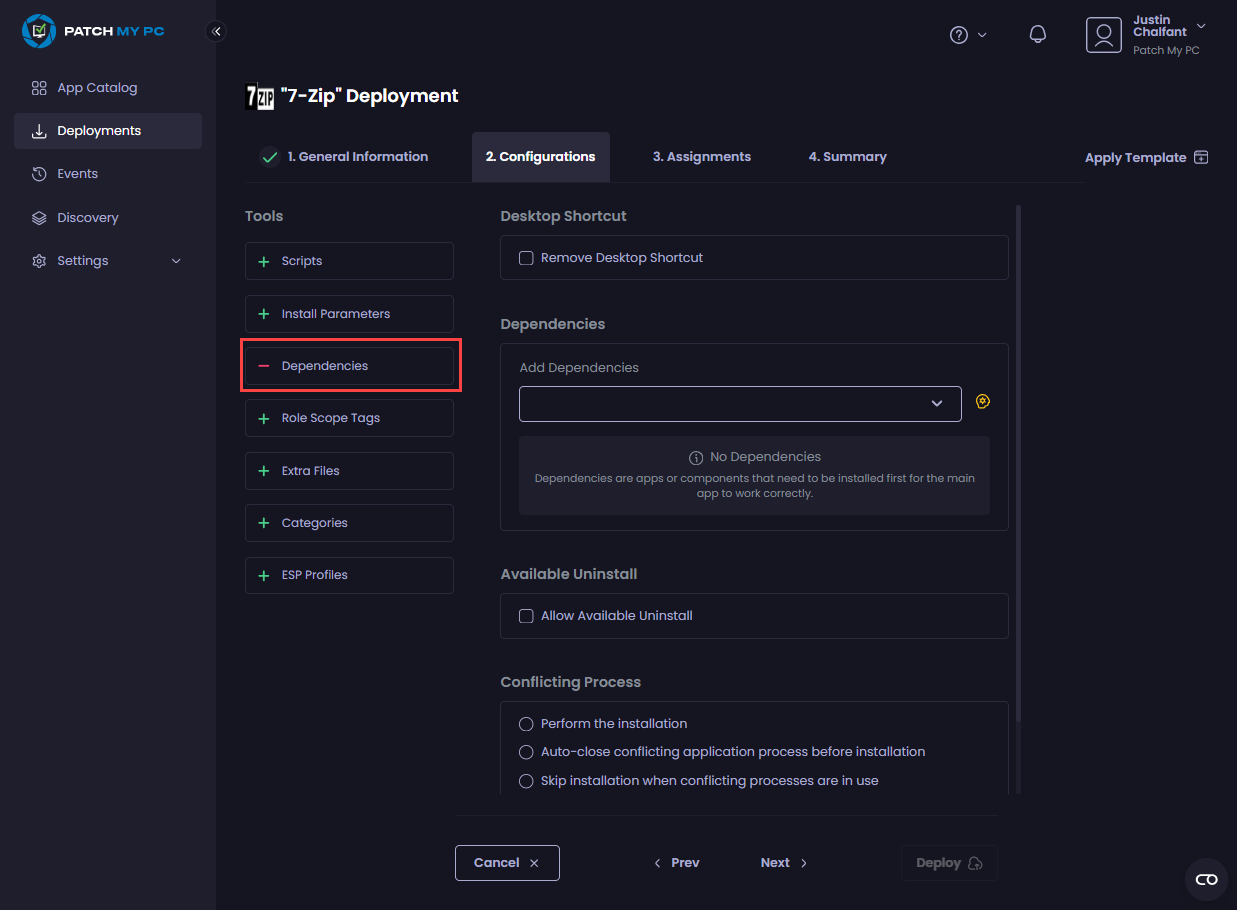 PATCH MY PC
App Catalog
Deployments
Events
Discovery
Settings
Justin
Chalfant
Patch My PC
7 ZIP "7-Zip" Deployment
1. General Information
2. Configurations
3. Assignments
4. Summary
Apply Template
Tools
Scripts
Install Parameters
Dependencies
Role Scope Tags
Extra Files
Categories
ESP Profiles
Desktop Shortcut
Remove Desktop Shortcut
Dependencies
Add Dependencies
No Dependencies
Dependencies are apps or components that need to be installed first for the main
app to work correctly.
Available Uninstall
Allow Available Uninstall
Conflicting Process
Perform the installation
Auto-close conflicting application process before installation
Skip installation when conflicting processes are in use
Cancel
Prev
Next
Deploy